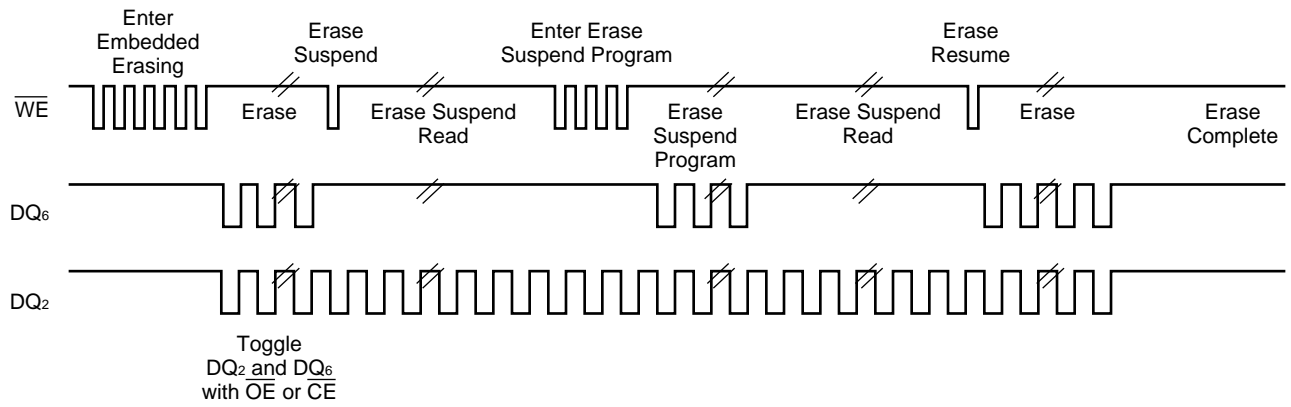 Enter
Embedded
Erasing
Erase
Suspend
Enter Erase
Suspend Program
Erase
Resume
WE
Erase
Erase Suspend
Read
Erase
Suspend
Program
Erase Suspend
Read
Erase
Erase
Complete
DQ6
DQ2
Toggle
DQ2 and DQ6
with OE or CE